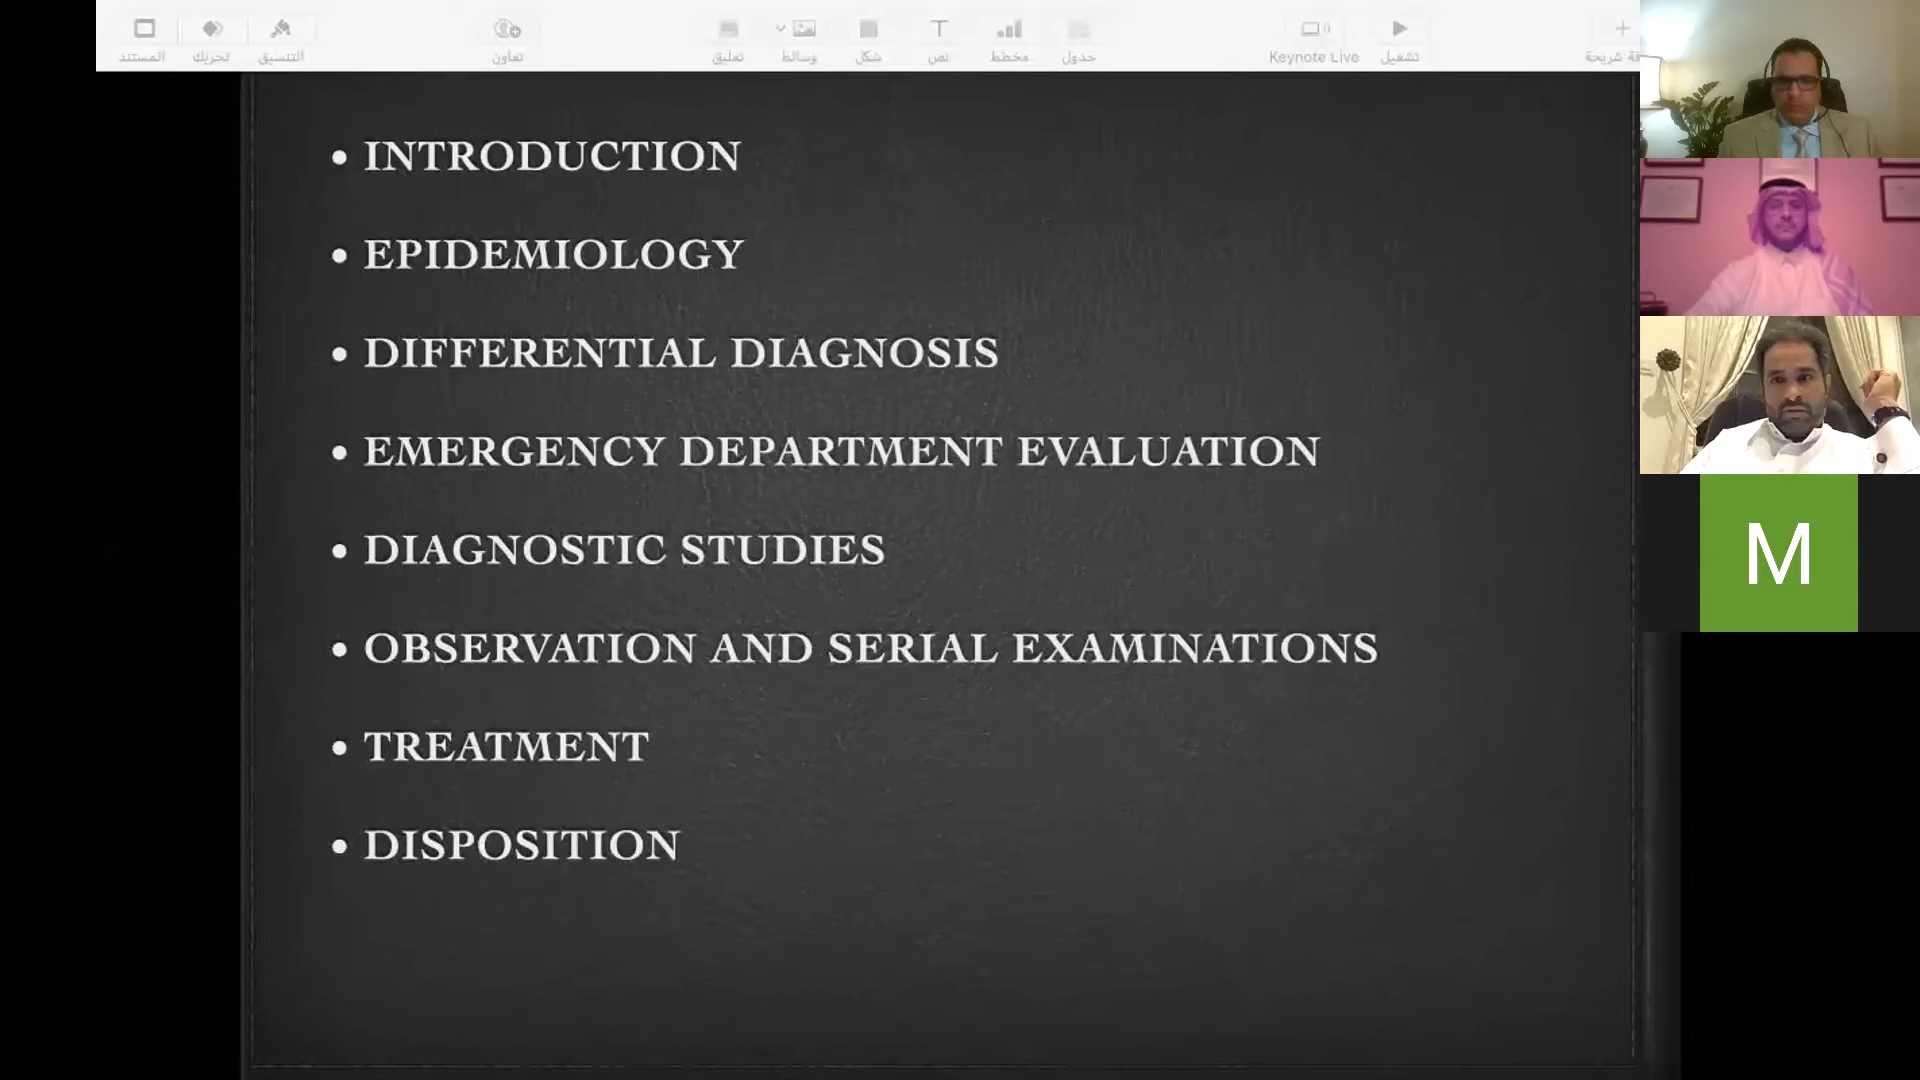 المستند
تحريك
التنسيق
تعاون
تعليق
وسائط
شكل
نص
مخطط
جدول
Keynote Live
تشغيل
شريحة
• INTRODUCTION
• EPIDEMIOLOGY
• DIFFERENTIAL DIAGNOSIS
• EMERGENCY DEPARTMENT EVALUATION
• DIAGNOSTIC STUDIES
• OBSERVATION AND SERIAL EXAMINATIONS
• TREATMENT
• DISPOSITION
M